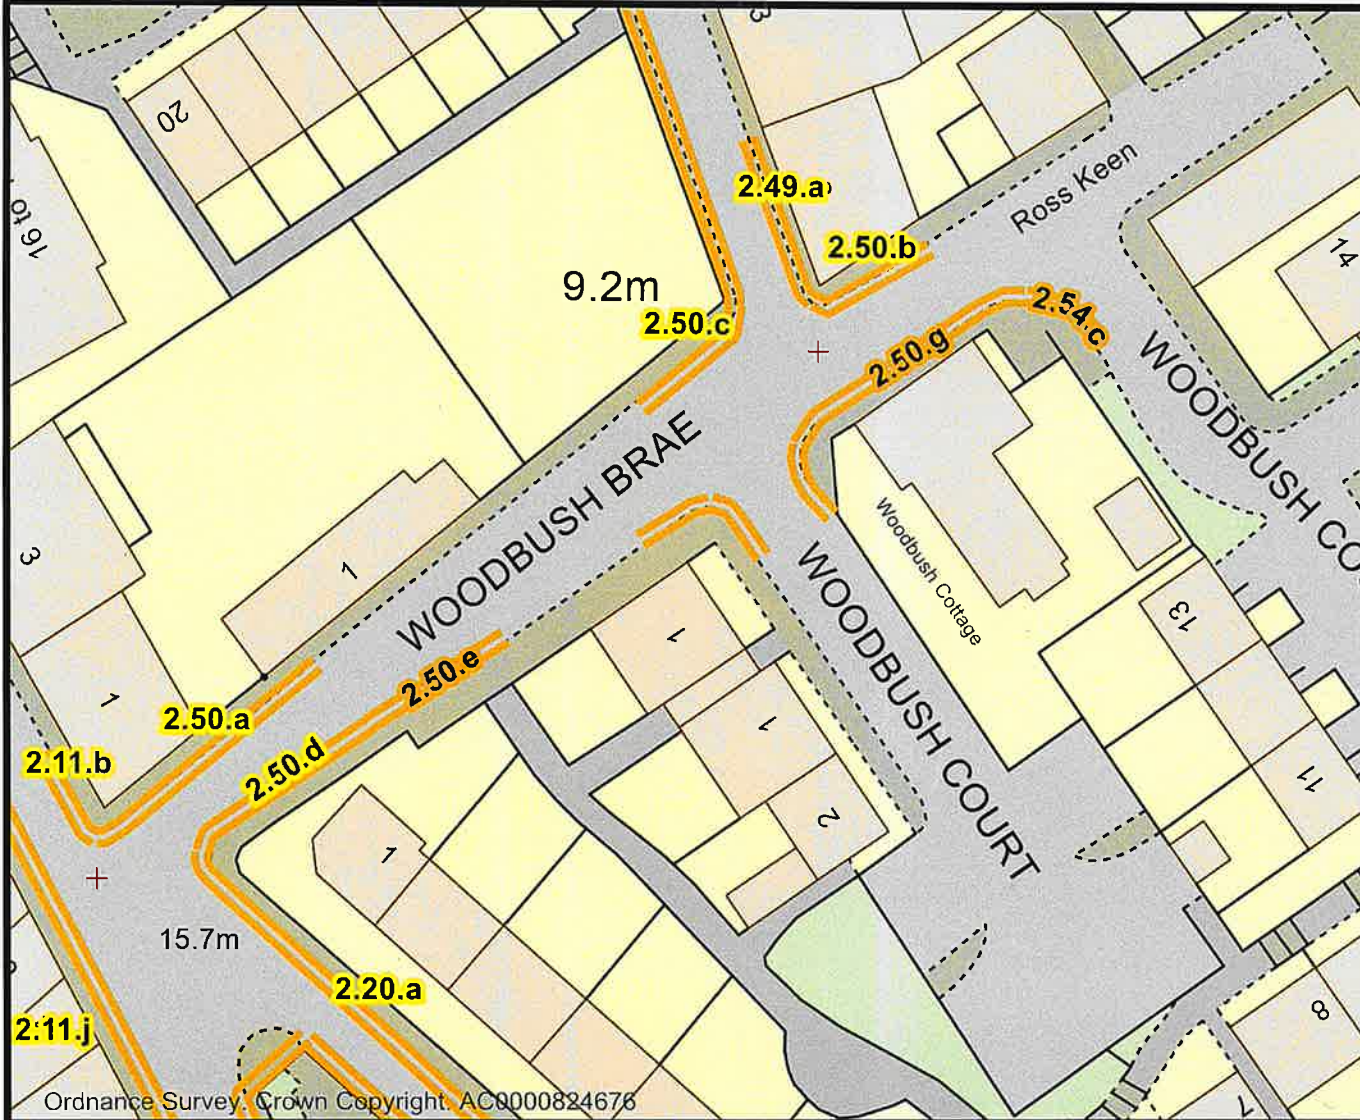 3
20
16 to
2.49.a
2.50.b
Ross Keen
14
9.2m
2.50.c
2.54.c
2.50.g
WOODBUSH BRAE
WOODBUSH CO
Woodbush Cottage
3
1
1
13
WOODBUSH COURT
1
2.50.e
1
2.50.a
2.11.b
2.50.d
11
2
1
15.7m
2.20.a
8
2.11.j
7
Ordnance Survey. Crown Copyright. AC0000824676